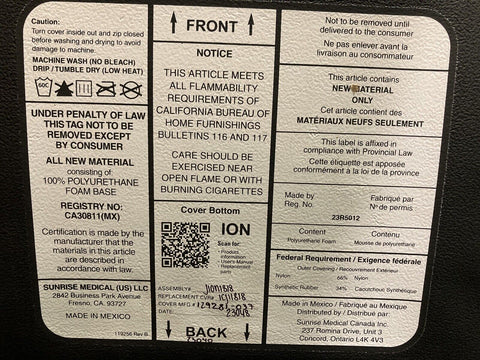 Caution:
Turn cover inside out and zip closed
before washing and drying to avoid
damage to machine.
MACHINE WASH (NO BLEACH)
DRIP / TUMBLE DRY (LOW HEAT)
UNDER PENALTY OF LAW
THIS TAG NOT TO BE
REMOVED EXCEPT
BY CONSUMER
ALL NEW MATERIAL
consisting of
100% POLYURETHANE
FOAM BASE
REGISTRY NO:
CA30811(MX)
Certification is made by the
manufacturer that the
materials in this article
are described in
accordance with law.
SUNRISE MEDICAL (US) LLC
2842 Business Park Avenue
Fresno, CA. 93727
MADE IN MEXICO
119256 Rev B
FRONT
NOTICE
THIS ARTICLE MEETS
ALL FLAMMABILITY
REQUIREMENTS OF
CALIFORNIA BUREAU OF
HOME FURNISHINGS
BULLETINS 116 AND 117
CARE SHOULD BE
EXERCISED NEAR
OPEN FLAME OR WITH
BURNING CIGARETTES
Cover Bottom
ION
Scan for:
• Product
Information
• User's Manual
• Replacement
parts
ASSEMBLY#
REPLACEMENT CVR#
BACK
Not to be removed until
delivered to the consumer
Ne pas enlever avant la
livraison au consommateur
This article contains
NEW MATERIAL
ONLY
Cet article contient des
MATÉRIAUX NEUFS SEULEMENT
This label is affixed in
compliance with Provincial Law
Cette étiquette est apposée
conformément à la loi de la province
Made by Fabriqué par
Reg. No. Nº de permis
23R5012
Content Contenu
Polyurethane Foam Mousse de polyuréthane
Federal Requirement / Exigence fédérale
Outer Covering / Recouvrement Extérieur
Nylon 66% Nylon
Synthetic Rubber 34% Caoutchouc Synthétique
Made in Mexico / Fabriqué au Mexique
Distributed by / Distribué par:
Sunrise Medical Canada Inc.
237 Romina Drive, Unit 3
Concord, Ontario L4K 4V3